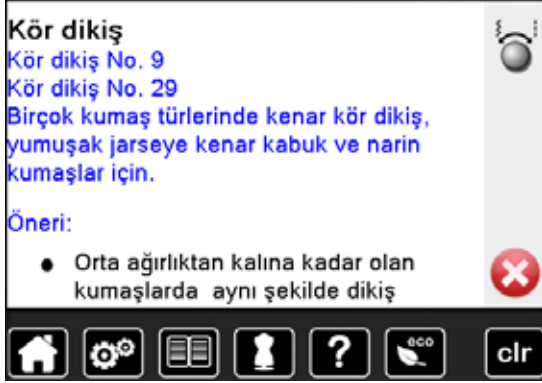 Kör dikiş
Kör dikiş No. 9
Kör dikiş No. 29
Birçok kumaş türlerinde kenar kör dikiş,
yumuşak jarseye kenar kabuk ve narin
kumaşlar için.
Öneri:
● Orta ağırlıktan kalına kadar olan
kumaşlarda aynı şekilde dikiş
?
eco
clr